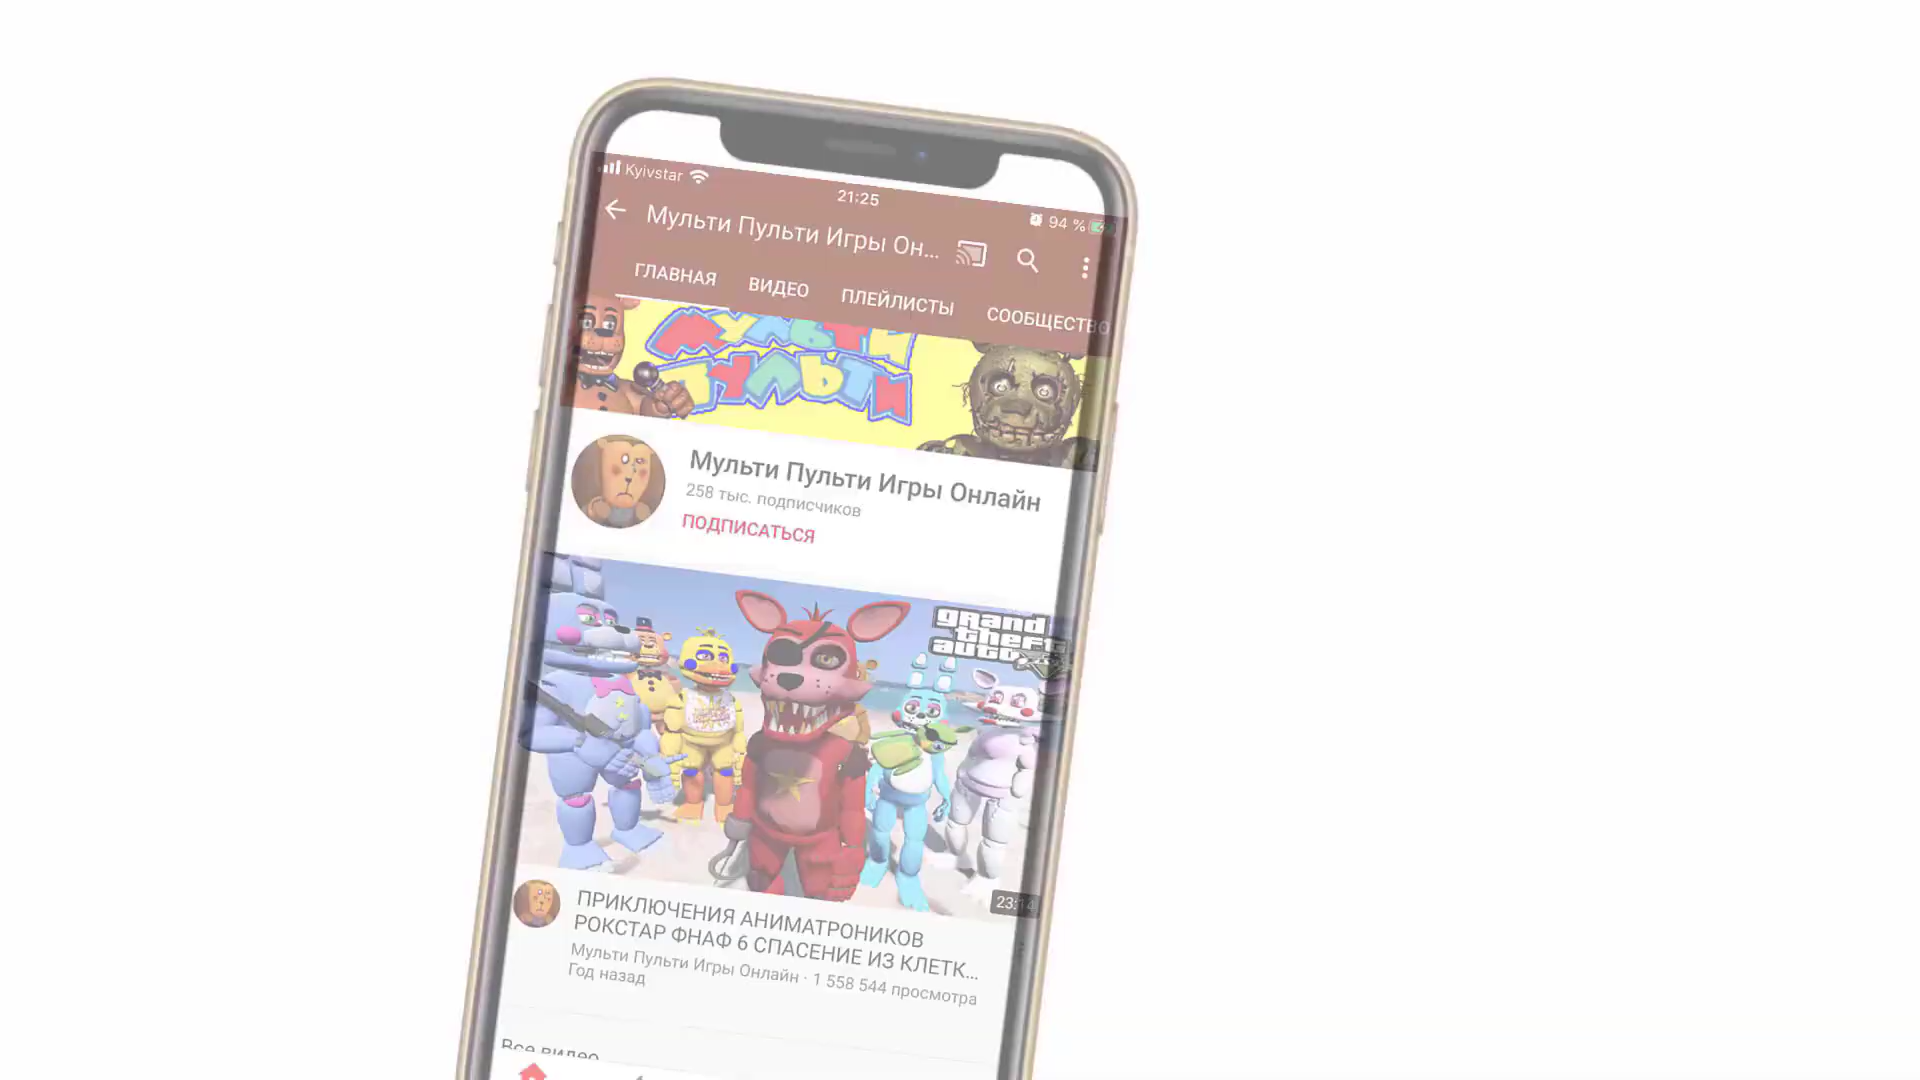 Kyivstar
21:25
94 %
Мульти Пульти Игры Он...
ГЛАВНАЯ ВИДЕО ПЛЕЙЛИСТЫ СООБЩЕСТВО
МУЛЬТИ
ПУЛЬТИ
Мульти Пульти Игры Онлайн
258 тыс. подписчиков
ПОДПИСАТЬСЯ
grand
theft
auto
23:14
ПРИКЛЮЧЕНИЯ АНИМАТРОНИКОВ
РОКСТАР ФНАФ 6 СПАСЕНИЕ ИЗ КЛЕТК...
Мульти Пульти Игры Онлайн · 1 558 544 просмотра
Год назад
Все видео